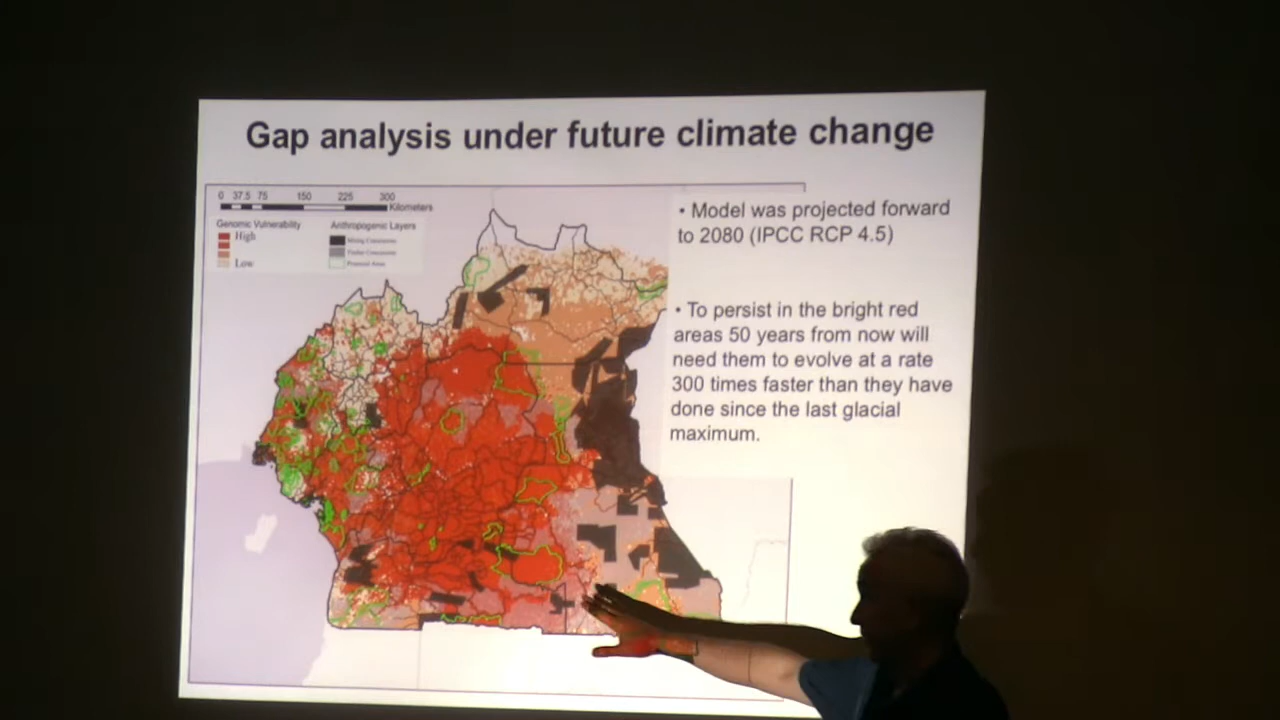 Gap analysis under future climate change
0 37.5 75 150 225 300
Kilometers
Genomic Vulnerability
High
Low
Anthropogenic Layers
Mining Concessions
Timber Concessions
Protected Areas
• Model was projected forward
to 2080 (IPCC RCP 4.5)
• To persist in the bright red
areas 50 years from now will
need them to evolve at a rate
300 times faster than they have
done since the last glacial
maximum.